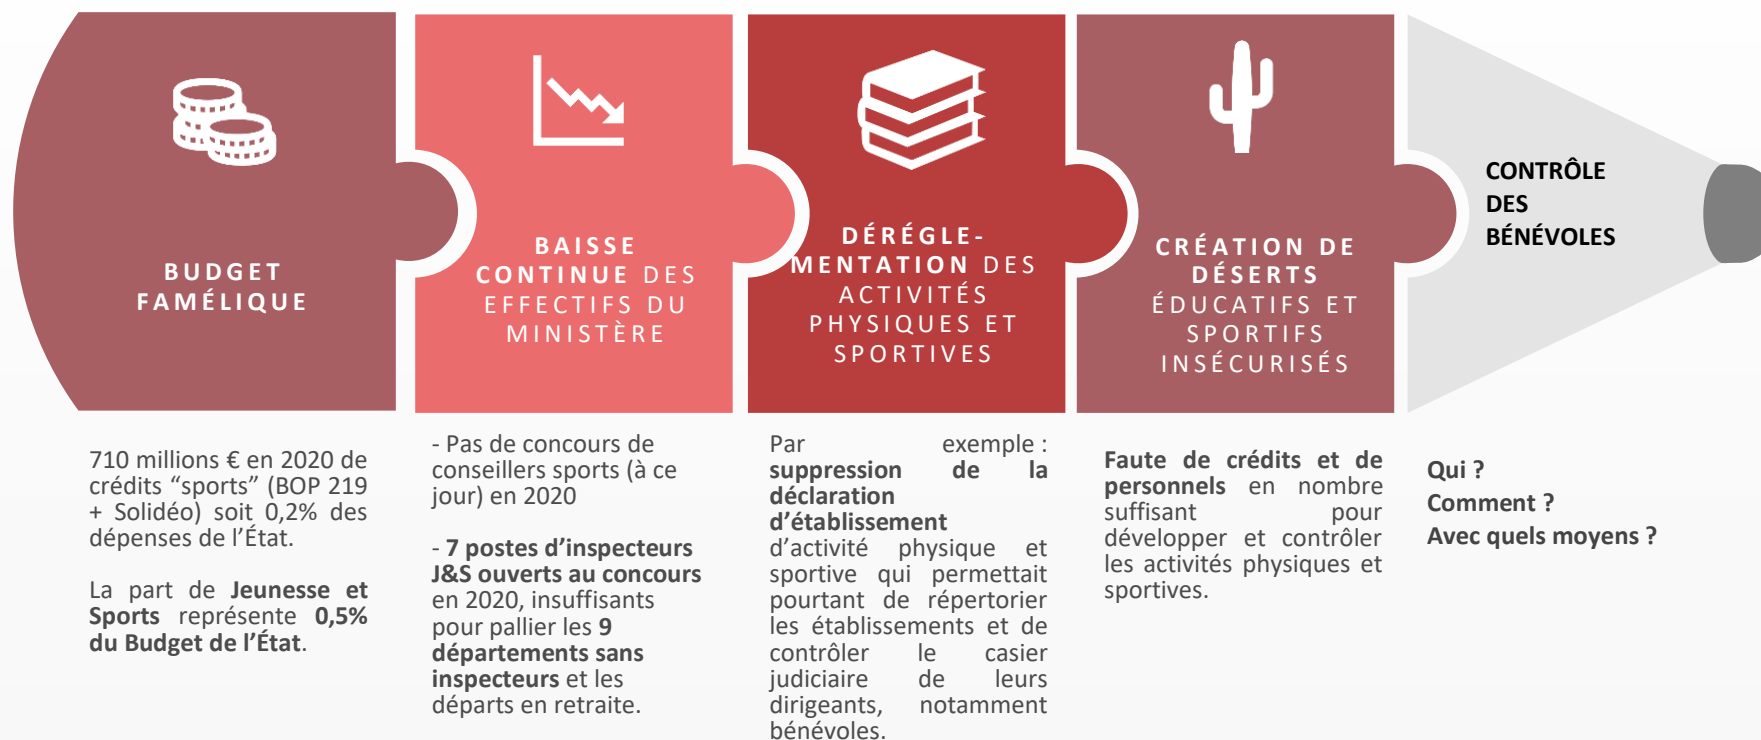 BUDGET
FAMÉLIQUE
710 millions € en 2020 de
crédits “sports” (BOP 219
+ Solidéo) soit 0,2% des
dépenses de l’État.
La part de Jeunesse et
Sports représente 0,5%
du Budget de l’État.
BAISSE
CONTINUE DES
EFFECTIFS DU
MINISTÈRE
- Pas de concours de
conseillers sports (à ce
jour) en 2020
- 7 postes d’inspecteurs
J&S ouverts au concours
en 2020, insuffisants
pour pallier les 9
départements sans
inspecteurs et les
départs en retraite.
DÉRÉGLE-
MENTATION DES
ACTIVITÉS
PHYSIQUES ET
SPORTIVES
Par exemple :
suppression de la
déclaration
d’établissement
d’activité physique et
sportive qui permettait
pourtant de répertorier
les établissements et de
contrôler le casier
judiciaire de leurs
dirigeants, notamment
bénévoles.
CRÉATION DE
DÉSERTS
ÉDUCATIFS ET
SPORTIFS
INSÉCURISÉS
Faute de crédits et de
personnels en nombre
suffisant pour
développer et contrôler
les activités physiques et
sportives.
CONTRÔLE
DES
BÉNÉVOLES
Qui ?
Comment ?
Avec quels moyens ?